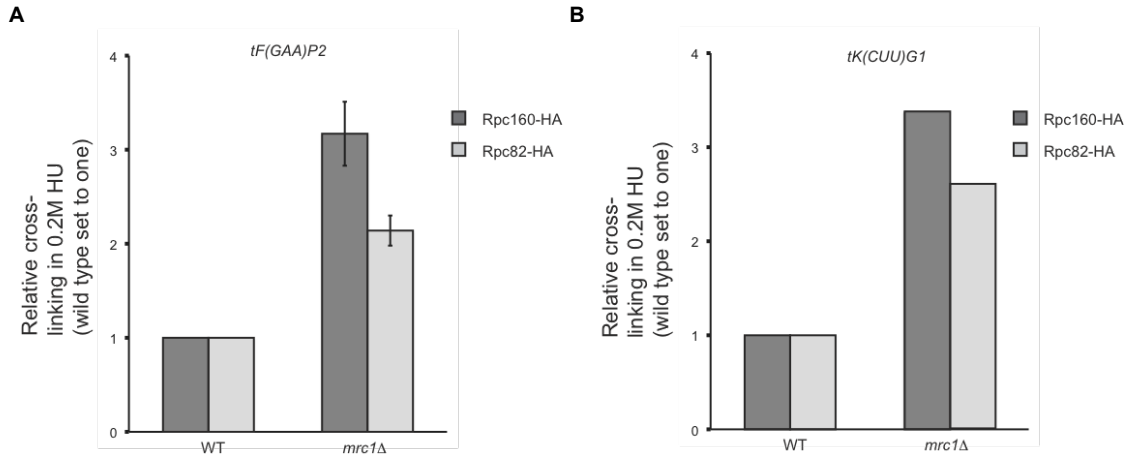 A
tF(GAA)P2
4
3
2
1
0
Relative cross-
linking in 0.2M HU
(wild type set to one)
Rpc160-HA
Rpc82-HA
WT
mrc1Δ
B
tK(CUU)G1
4
3
2
1
0
Relative cross-
linking in 0.2M HU
(wild type set to one)
Rpc160-HA
Rpc82-HA
WT
mrc1Δ